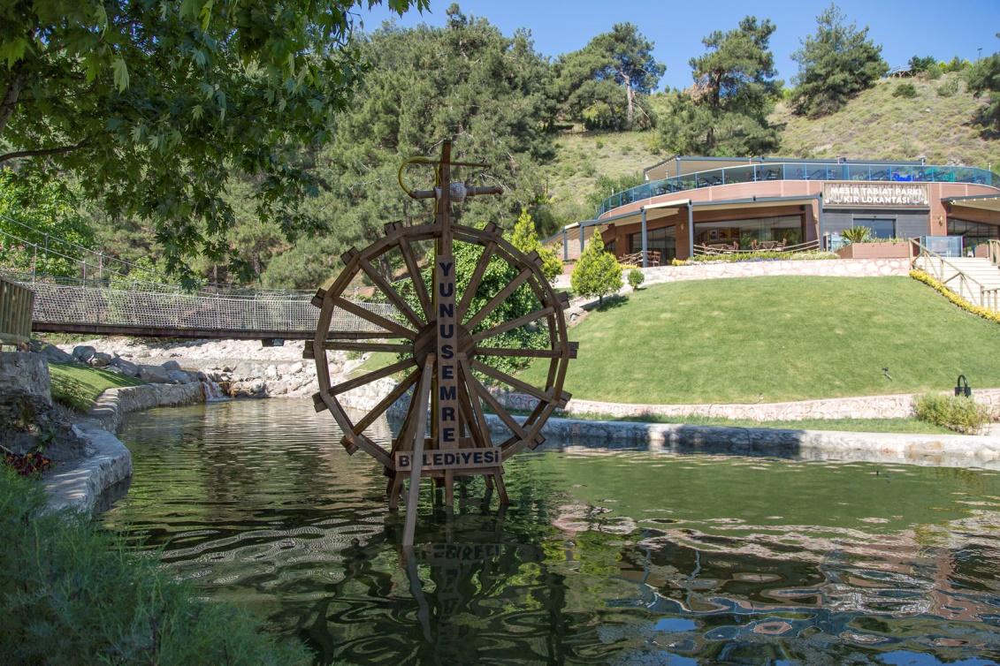 MESİR TABİAT PARKI
KIR LOKANTASI
YUNUSEMRE
BELEDİYESİ